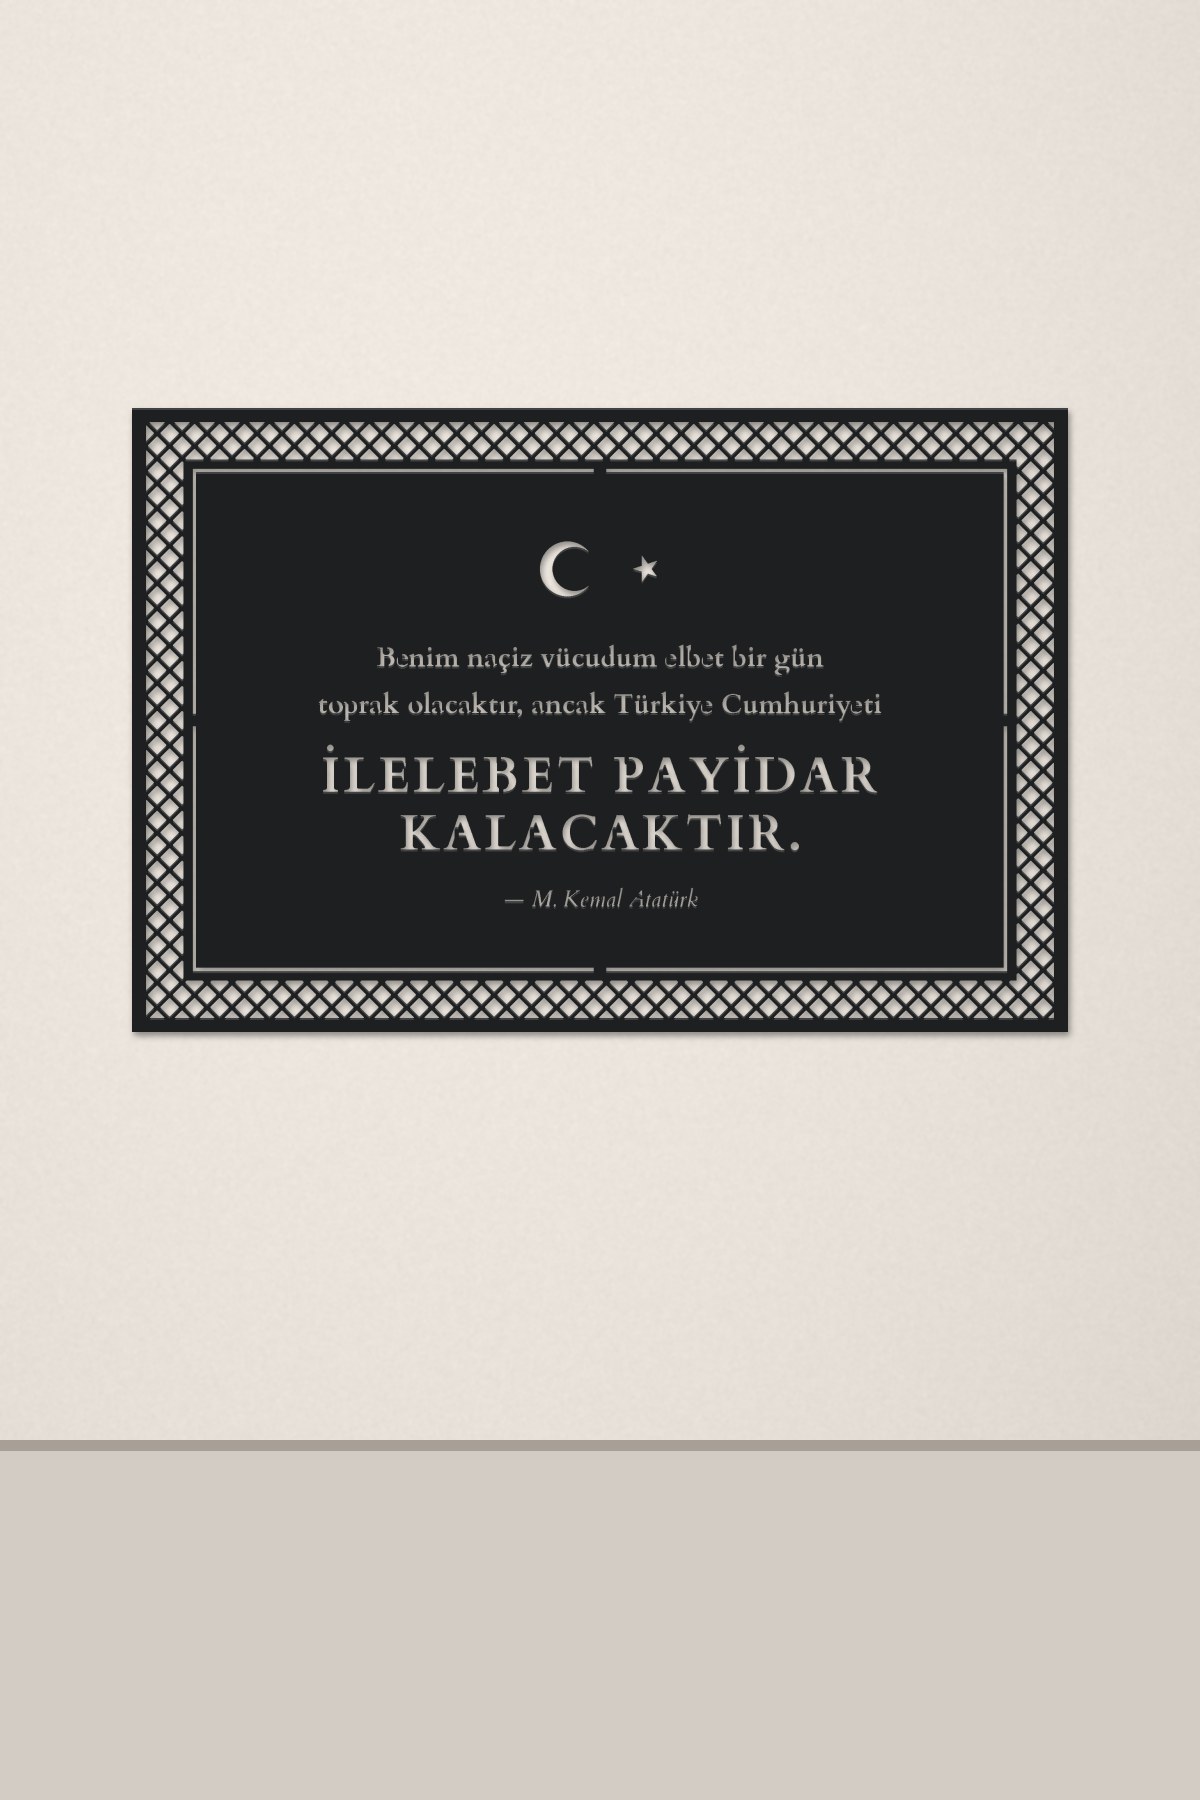 Benim naçiz vücudum elbet bir gün
toprak olacaktır, ancak Türkiye Cumhuriyeti
İLELEBET PAYİDAR
KALACAKTIR.
— M. Kemal Atatürk